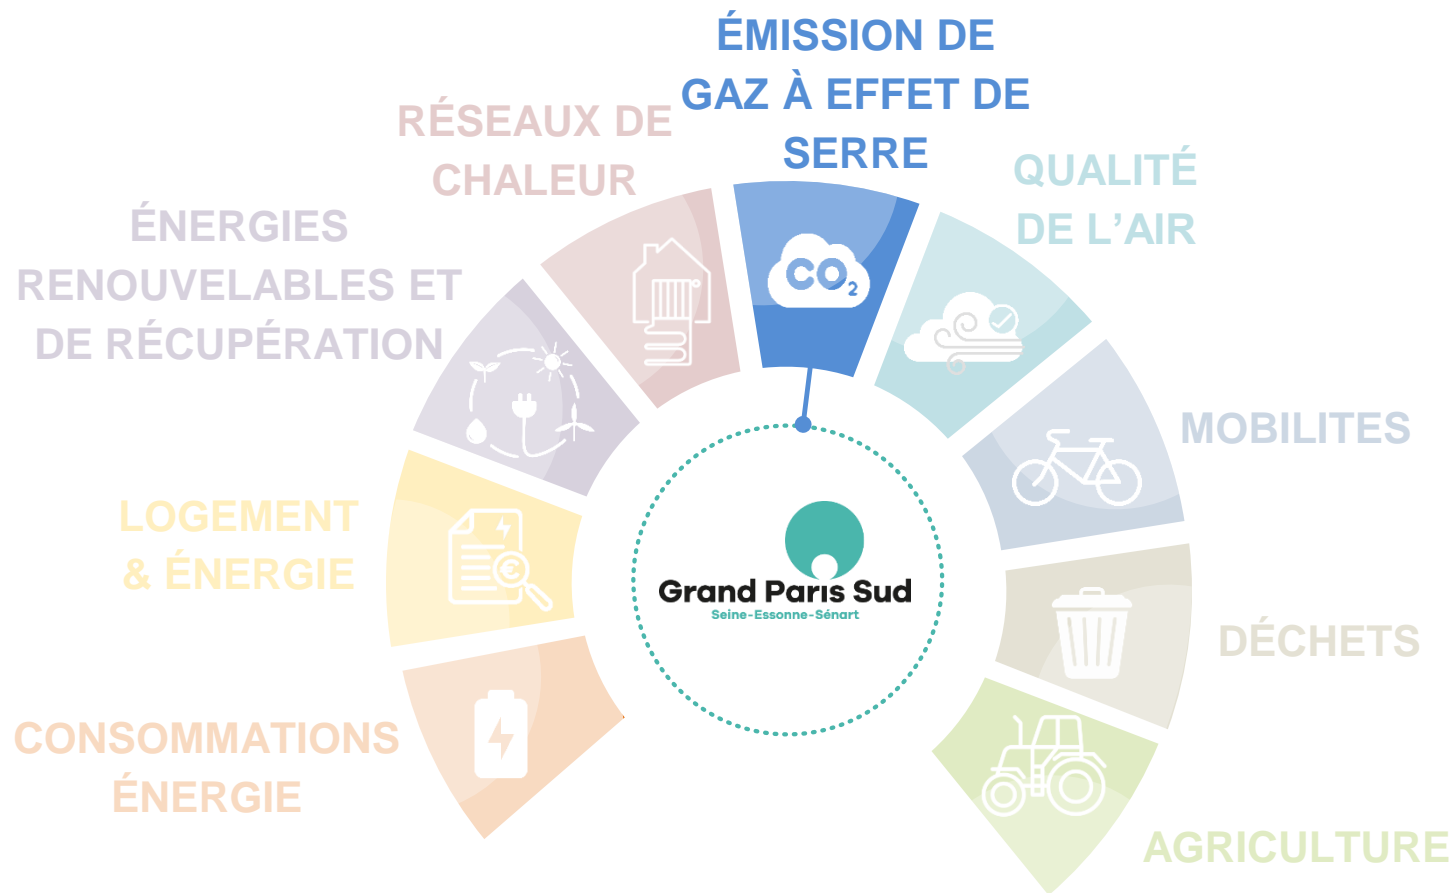 ÉMISSION DE
GAZ À EFFET DE
SERRE
RÉSEAUX DE
CHALEUR
QUALITÉ
DE L'AIR
ÉNERGIES
RENOUVELABLES ET
DE RÉCUPÉRATION
CO2
MOBILITES
LOGEMENT
& ÉNERGIE
€
Grand Paris Sud
Seine-Essonne-Sénart
DÉCHETS
CONSOMMATIONS
ÉNERGIE
AGRICULTURE